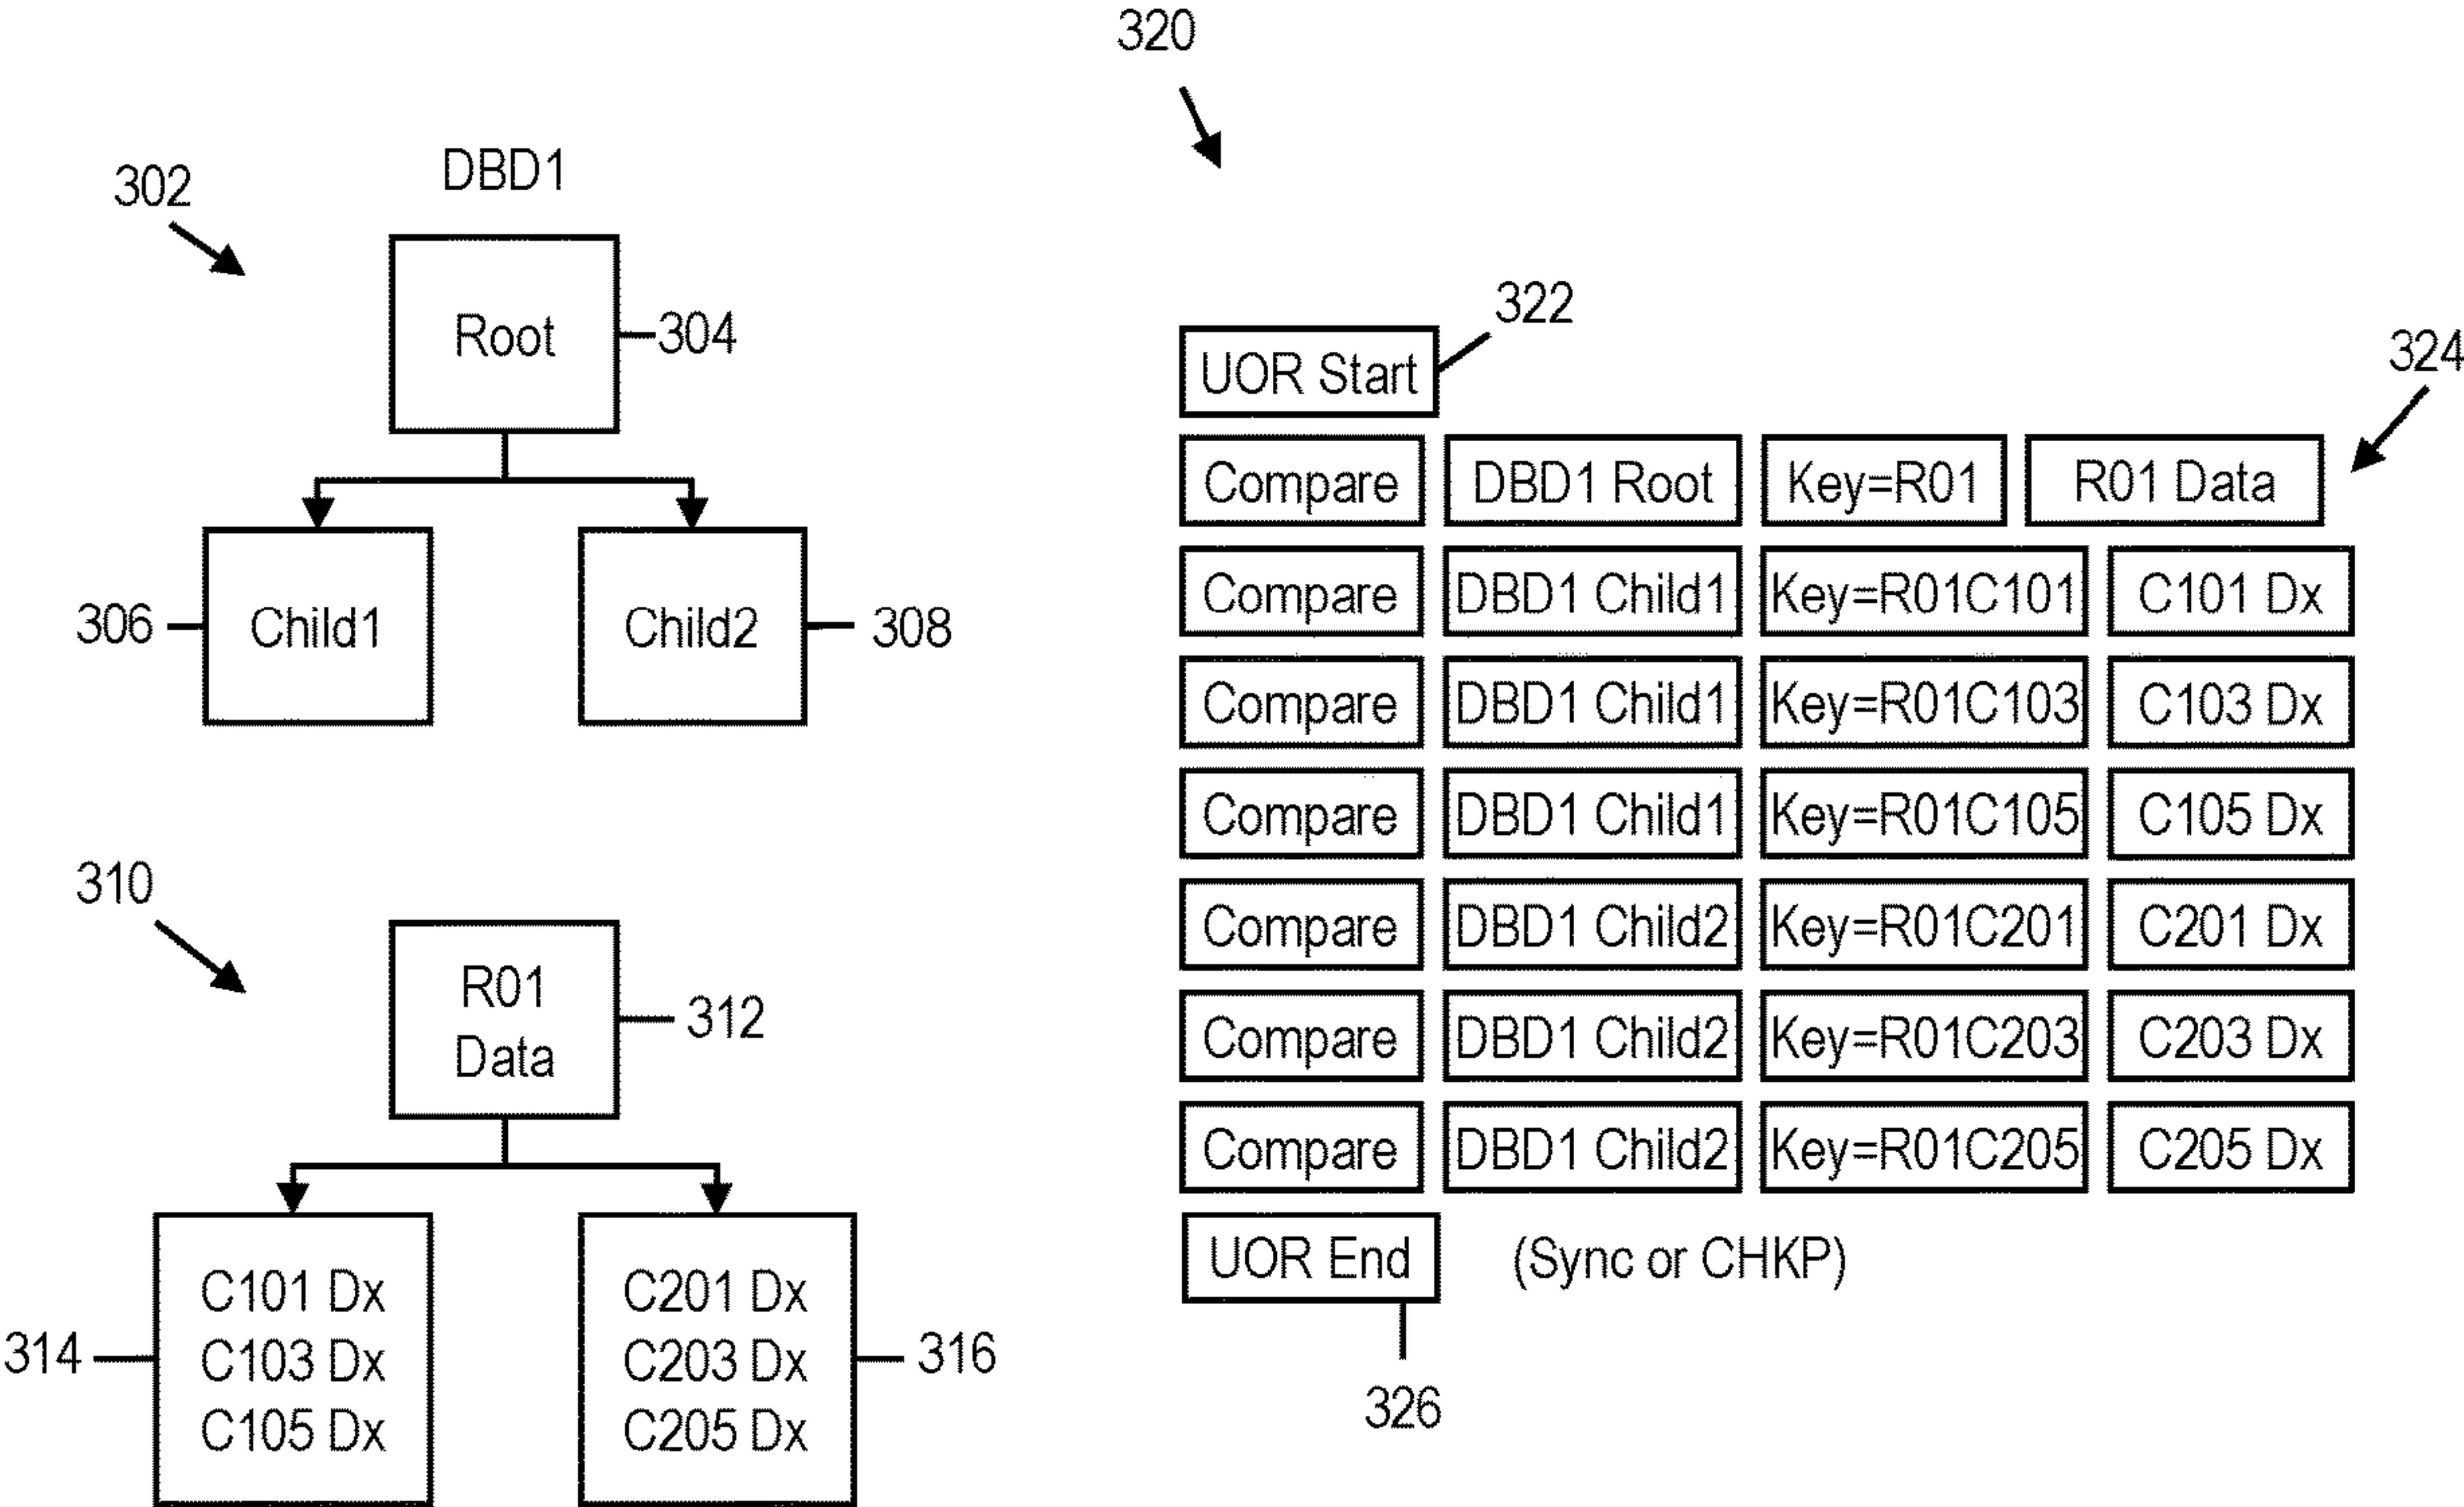 320
302
DBD1
Root
304
306
Child1
Child2
308
310
R01
Data
312
314
C101 Dx
C103 Dx
C105 Dx
C201 Dx
C203 Dx
C205 Dx
316
322
324
UOR Start
Compare DBD1 Root Key=R01 R01 Data
Compare DBD1 Child1 Key=R01C101 C101 Dx
Compare DBD1 Child1 Key=R01C103 C103 Dx
Compare DBD1 Child1 Key=R01C105 C105 Dx
Compare DBD1 Child2 Key=R01C201 C201 Dx
Compare DBD1 Child2 Key=R01C203 C203 Dx
Compare DBD1 Child2 Key=R01C205 C205 Dx
UOR End (Sync or CHKP)
326